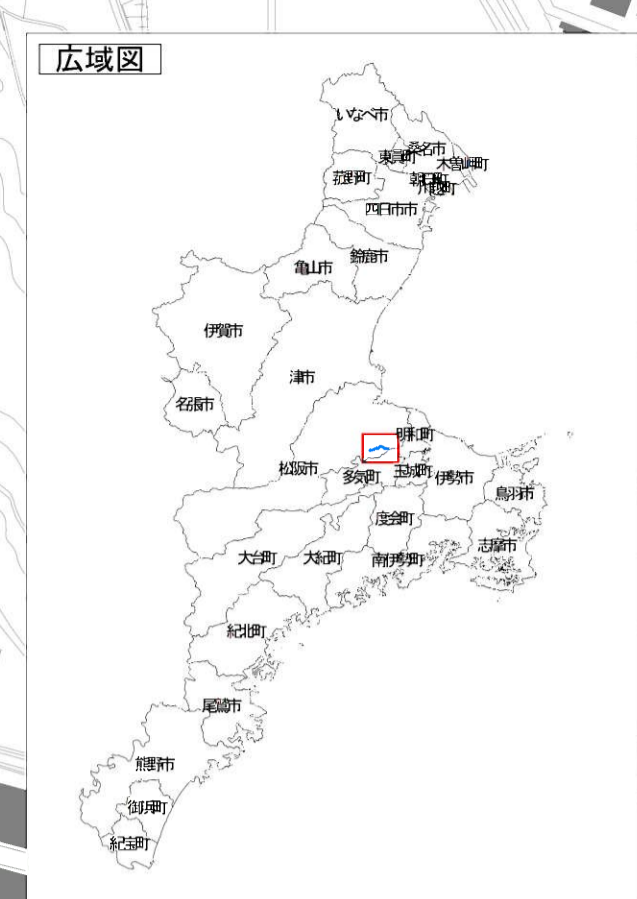 広域図
いなべ市
桑名市
東員町
木曽岬町
菰野町
朝日町
川越町
四日市市
鈴鹿市
亀山市
伊賀市
津市
名張市
明和町
松阪市
多気町
玉城町
伊勢市
鳥羽市
度会町
志摩市
大台町
大紀町
南伊勢町
紀北町
尾鷲市
熊野市
御浜町
紀宝町